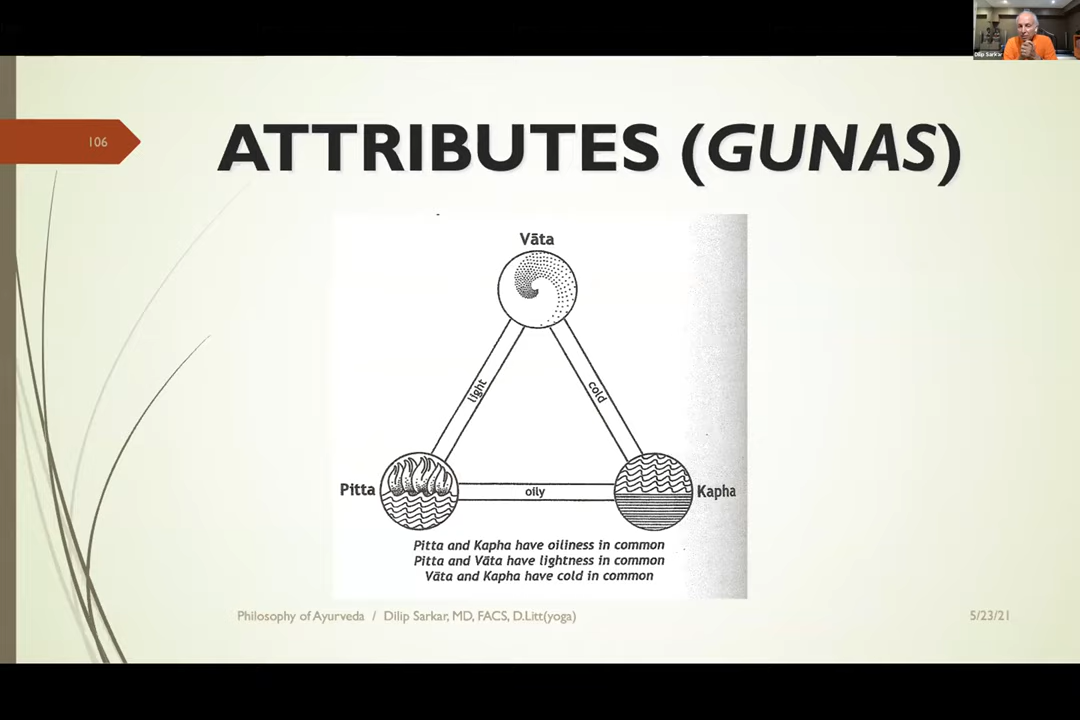 Dilip Sarkar
106
ATTRIBUTES (GUNAS)
Vāta
light
cold
Pitta
oily
Kapha
Pitta and Kapha have oiliness in common
Pitta and Vāta have lightness in common
Vāta and Kapha have cold in common
Philosophy of Ayurveda / Dilip Sarkar, MD, FACS, D.Litt(yoga)
5/23/21